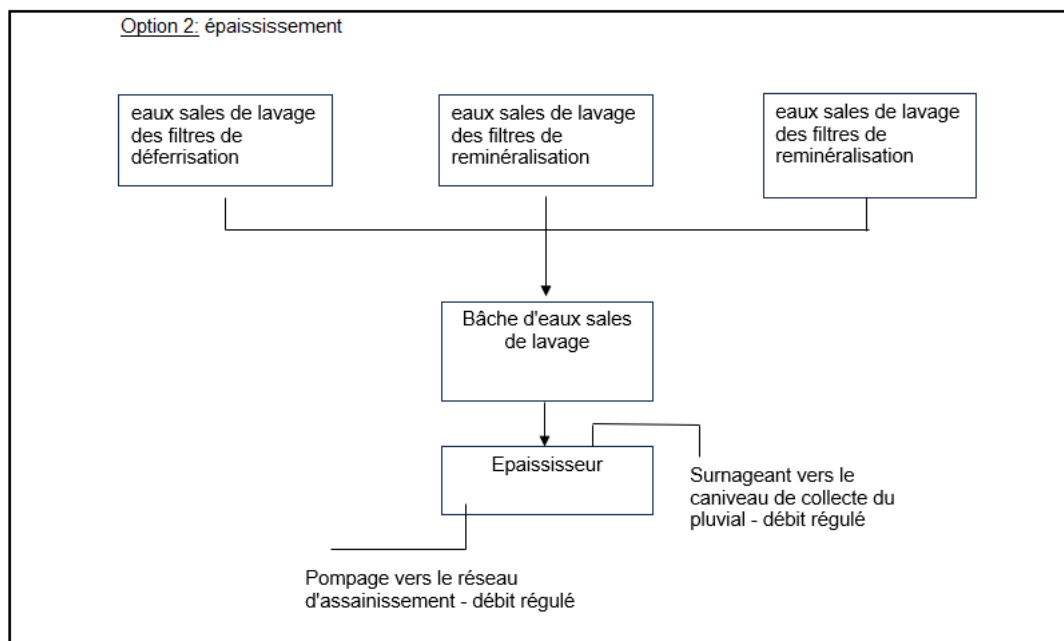 Option 2: épaississement
eaux sales de lavage
des filtres de
déferrisation
eaux sales de lavage
des filtres de
reminéralisation
eaux sales de lavage
des filtres de
reminéralisation
Bâche d'eaux sales
de lavage
Epaississeur
Surnageant vers le
caniveau de collecte du
pluvial - débit régulé
Pompage vers le réseau
d'assainissement - débit régulé